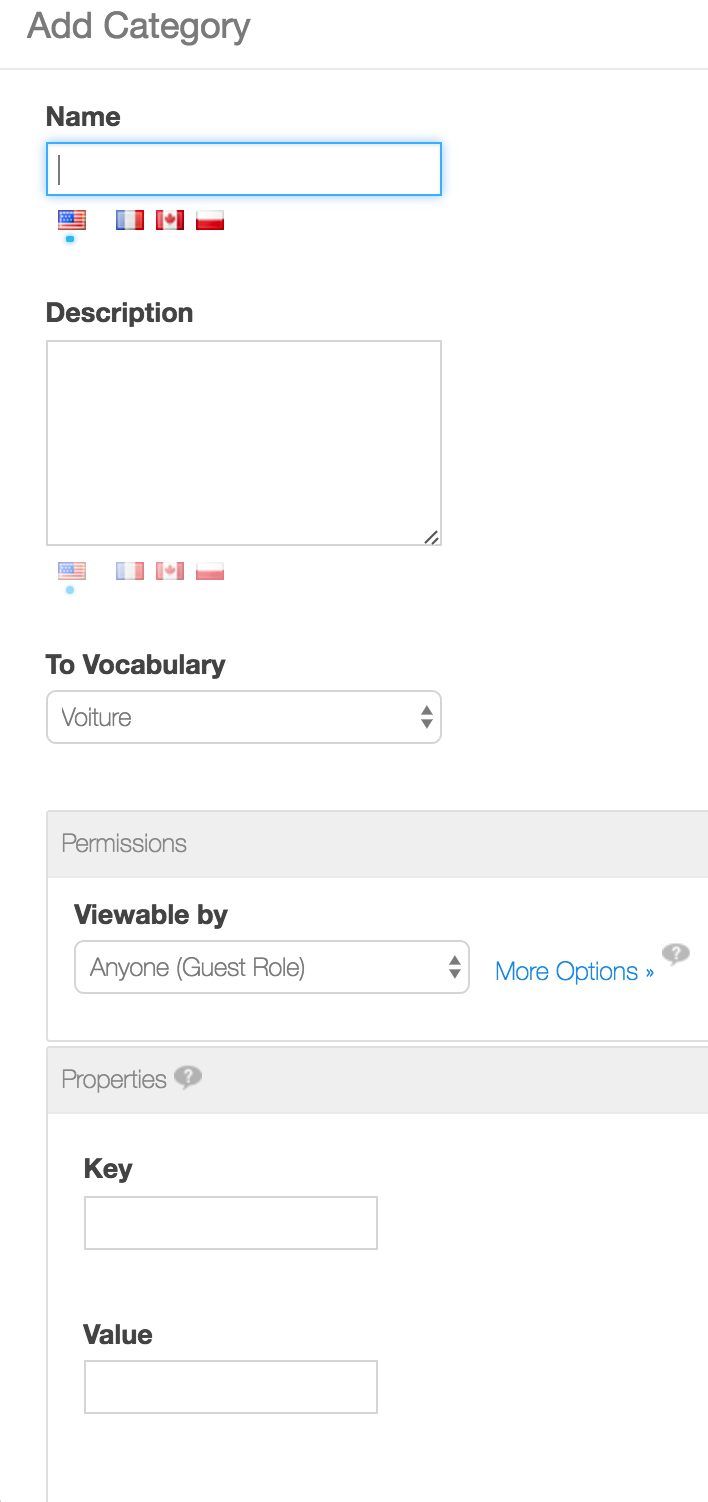 Add Category
Name
Description
To Vocabulary
Voiture
Permissions
Viewable by
Anyone (Guest Role)
More Options »
?
Properties ?
Key
Value